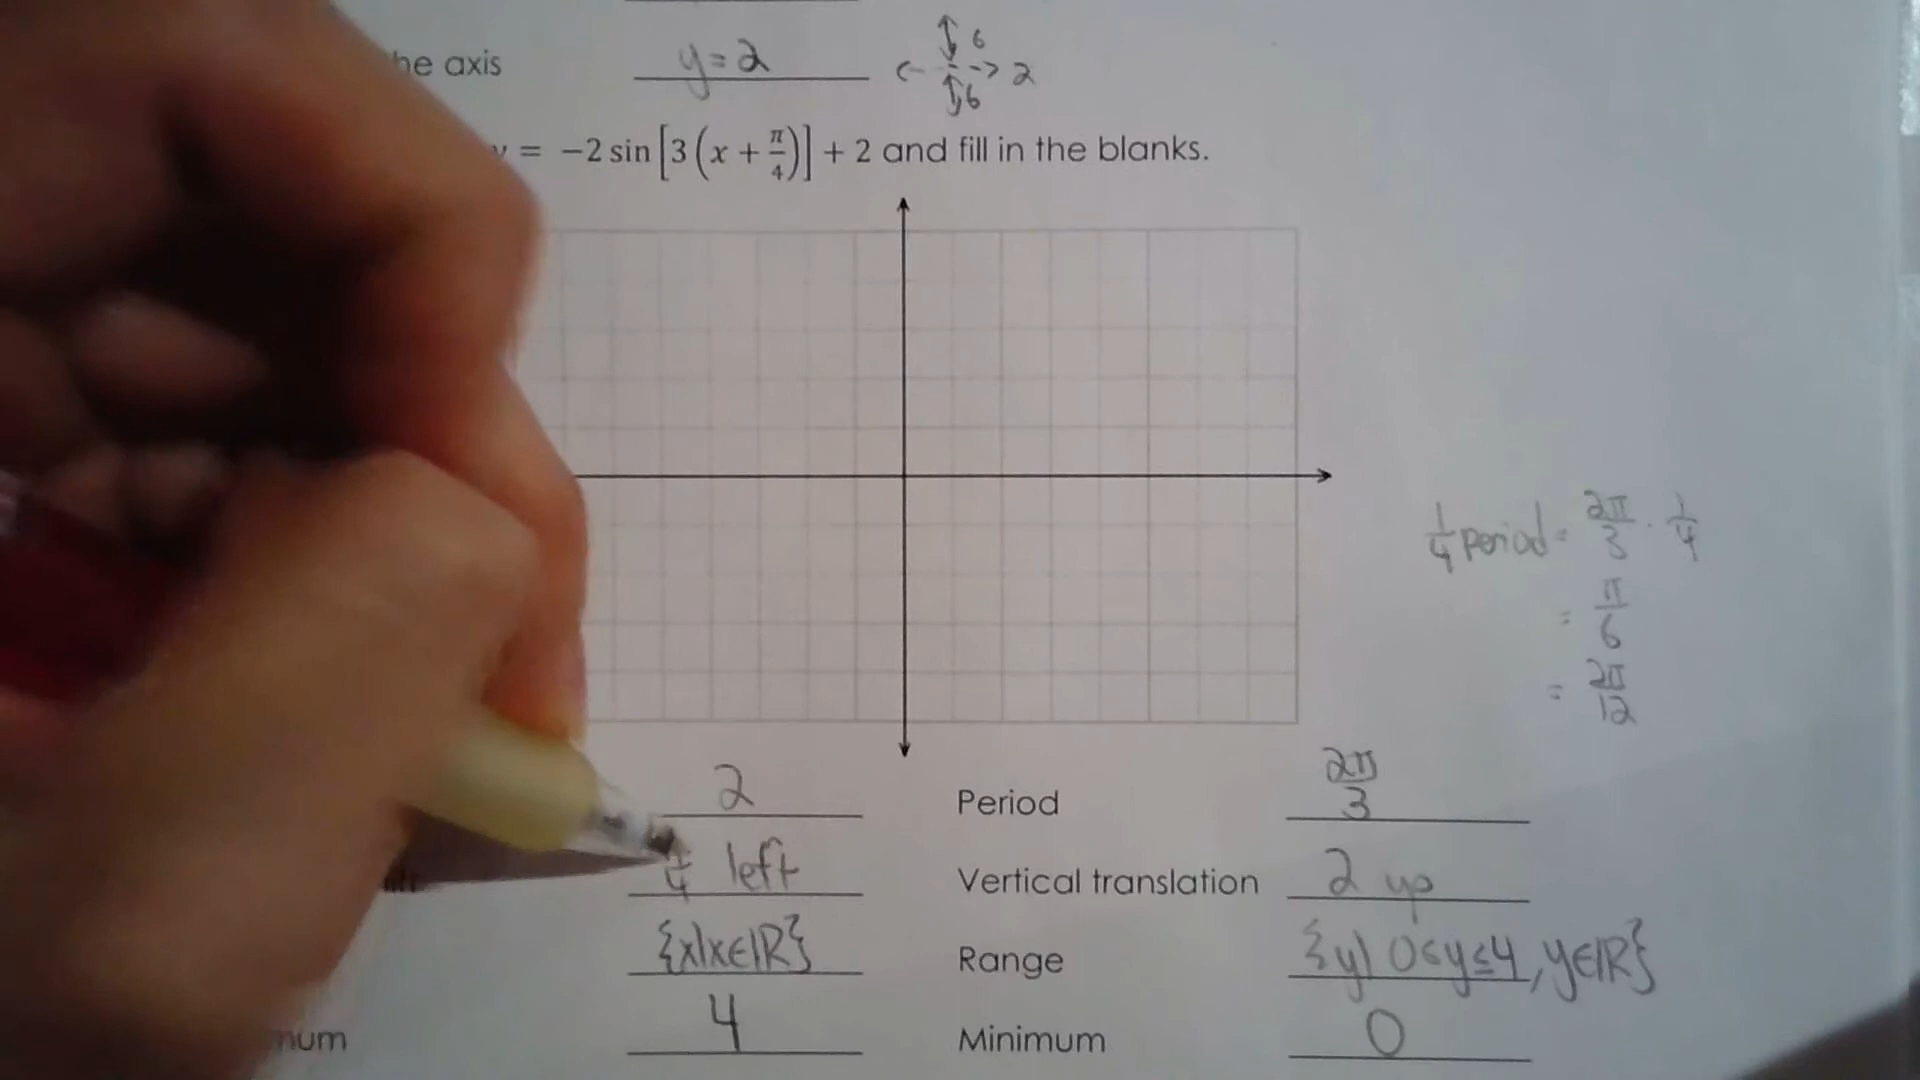 he axis y = 2 6 2 6
y = −2 sin [3 (x + π/4)] + 2 and fill in the blanks.
1/4 period = 2π/3 · 1/4
= π/6
= 2π/12
2 Period 2π/3
4 left Vertical translation 2 up
{x|x∈R} Range {y| 0≤y≤4, y∈R}
mum 4 Minimum 0